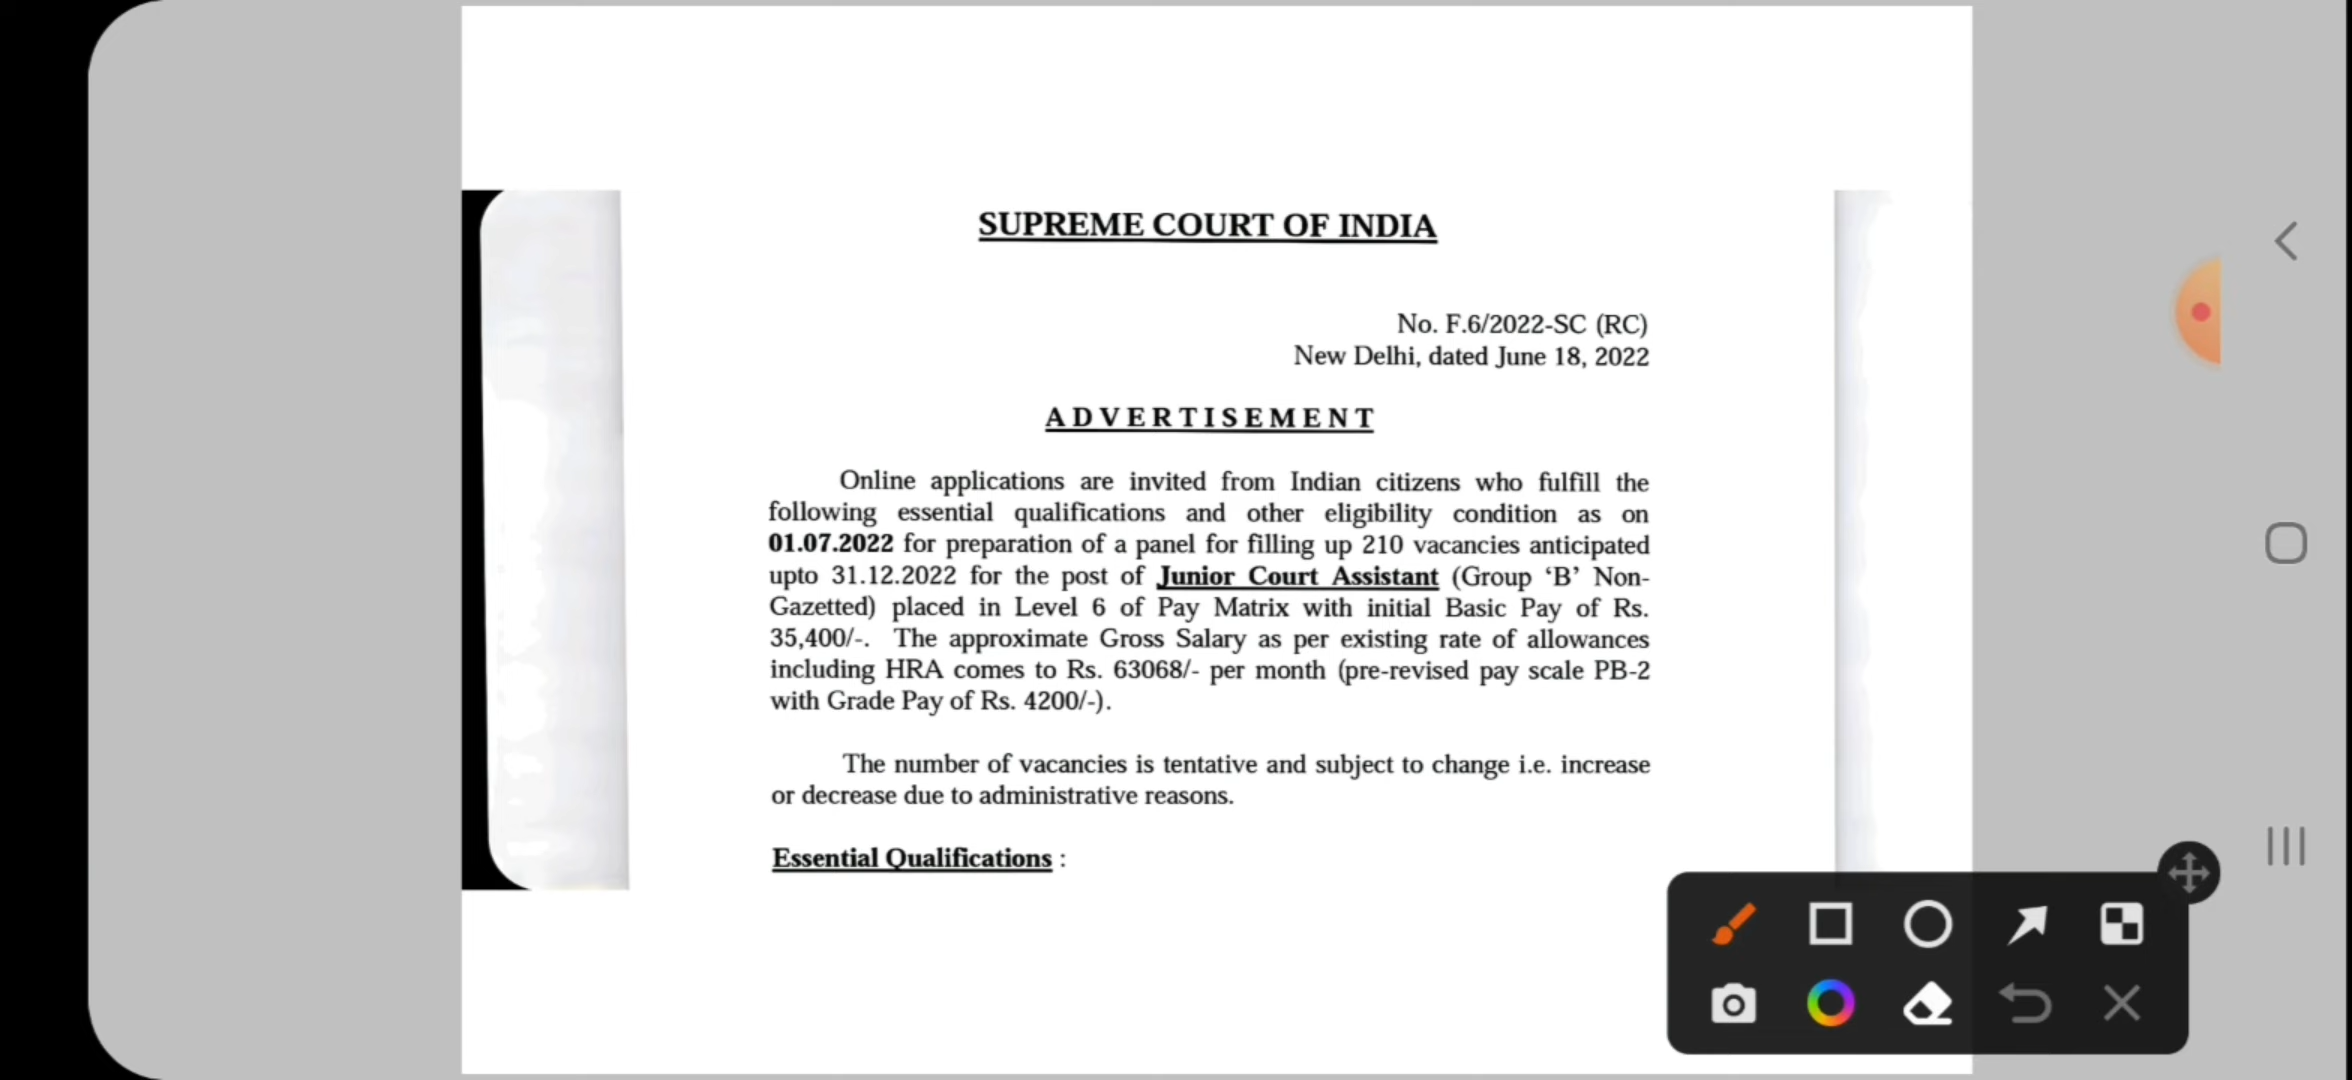 SUPREME COURT OF INDIA
No. F.6/2022-SC (RC)
New Delhi, dated June 18, 2022
ADVERTISEMENT
Online applications are invited from Indian citizens who fulfill the
following essential qualifications and other eligibility condition as on
01.07.2022 for preparation of a panel for filling up 210 vacancies anticipated
upto 31.12.2022 for the post of Junior Court Assistant (Group ‘B’ Non-
Gazetted) placed in Level 6 of Pay Matrix with initial Basic Pay of Rs.
35,400/-. The approximate Gross Salary as per existing rate of allowances
including HRA comes to Rs. 63068/- per month (pre-revised pay scale PB-2
with Grade Pay of Rs. 4200/-).
The number of vacancies is tentative and subject to change i.e. increase
or decrease due to administrative reasons.
Essential Qualifications :